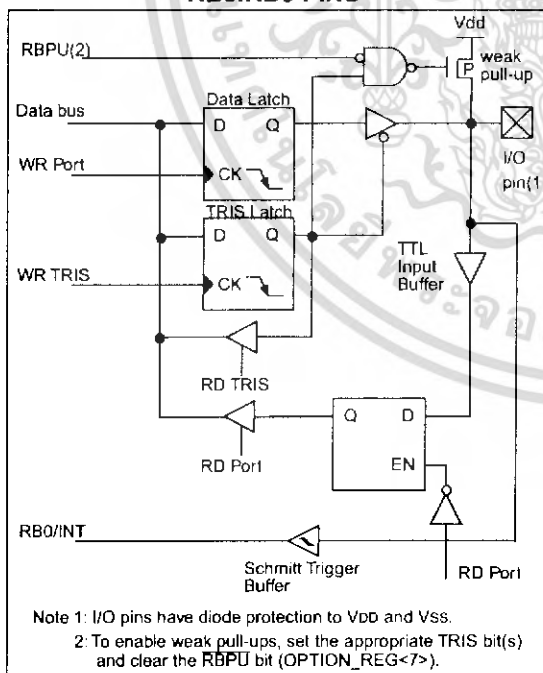 RBPU(2)
Vdd
P
weak
pull-up
Data bus
Data Latch
D Q
I/O
pin(1
WR Port
CK
TRIS Latch
D Q
TTL
Input
Buffer
WR TRIS
CK
RD TRIS
Q D
RD Port
EN
RB0/INT
Schmitt Trigger
Buffer
RD Port
Note 1: I/O pins have diode protection to VDD and VSS.
2: To enable weak pull-ups, set the appropriate TRIS bit(s)
and clear the RBPU bit (OPTION_REG<7>).